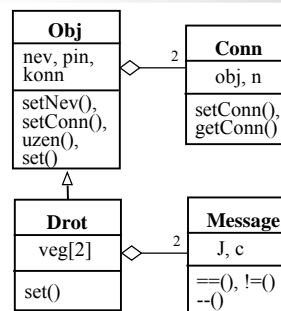 Obj
nev, pin,
konn
setNev(),
setConn(),
uzen(),
set()
2
Conn
obj, n
setConn(),
getConn()
Drot
veg[2]
set()
2
Message
J, c
==(), !=()
--()